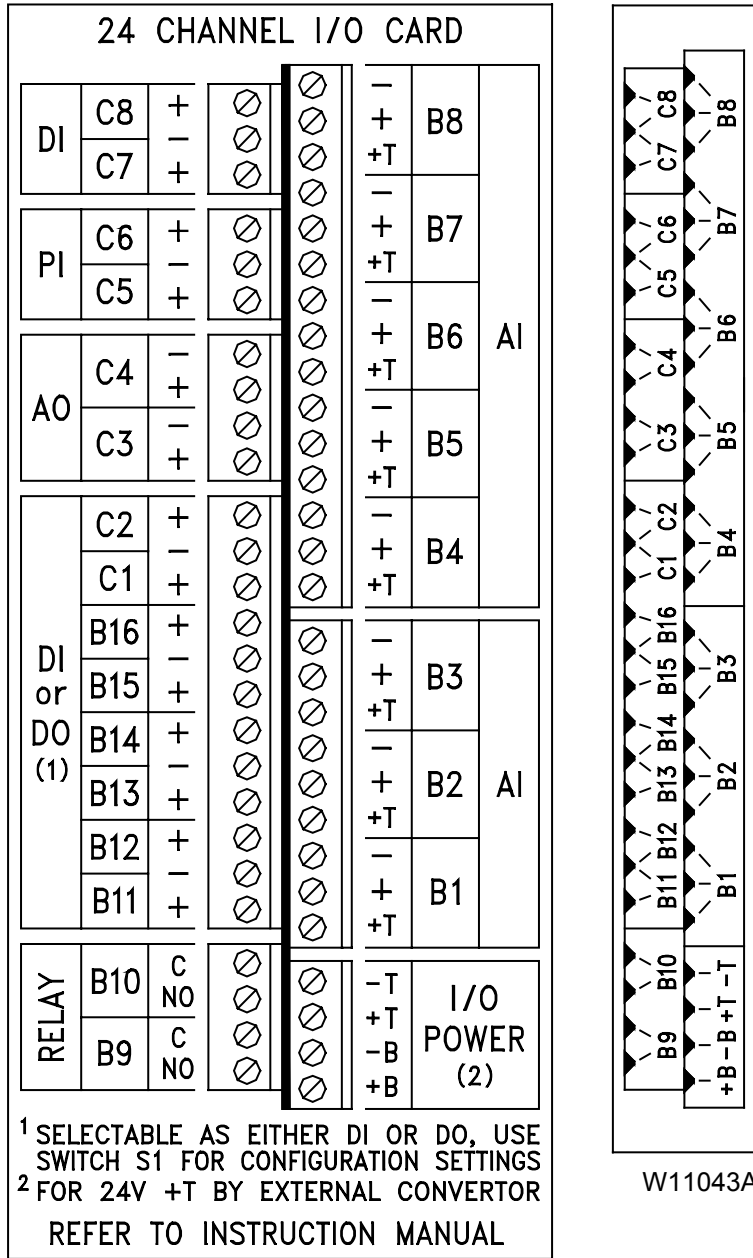 24 CHANNEL I/O CARD
DI
C8 +
−
C7 +
PI
C6 +
−
C5 +
AO
C4 −
+
C3 −
+
DI
or
DO
(1)
C2 +
−
C1 +
B16 +
−
B15 +
B14 +
−
B13 +
B12 +
−
B11 +
RELAY
B10 C
NO
B9 C
NO
−
+ B8
+T
−
+ B7
+T
−
+ B6
+T
AI
−
+ B5
+T
−
+ B4
+T
−
+ B3
+T
−
+ B2
+T
AI
−
+ B1
+T
−T
+T
−B
+B
I/O
POWER
(2)
1 SELECTABLE AS EITHER DI OR DO, USE
SWITCH S1 FOR CONFIGURATION SETTINGS
2 FOR 24V +T BY EXTERNAL CONVERTOR
REFER TO INSTRUCTION MANUAL
C8
C7
C6
C5
C4
C3
C2
C1
B16
B15
B14
B13
B12
B11
B10
B9
B8
B7
B6
B5
B4
B3
B2
B1
−T
+T
−B
+B
W11043A